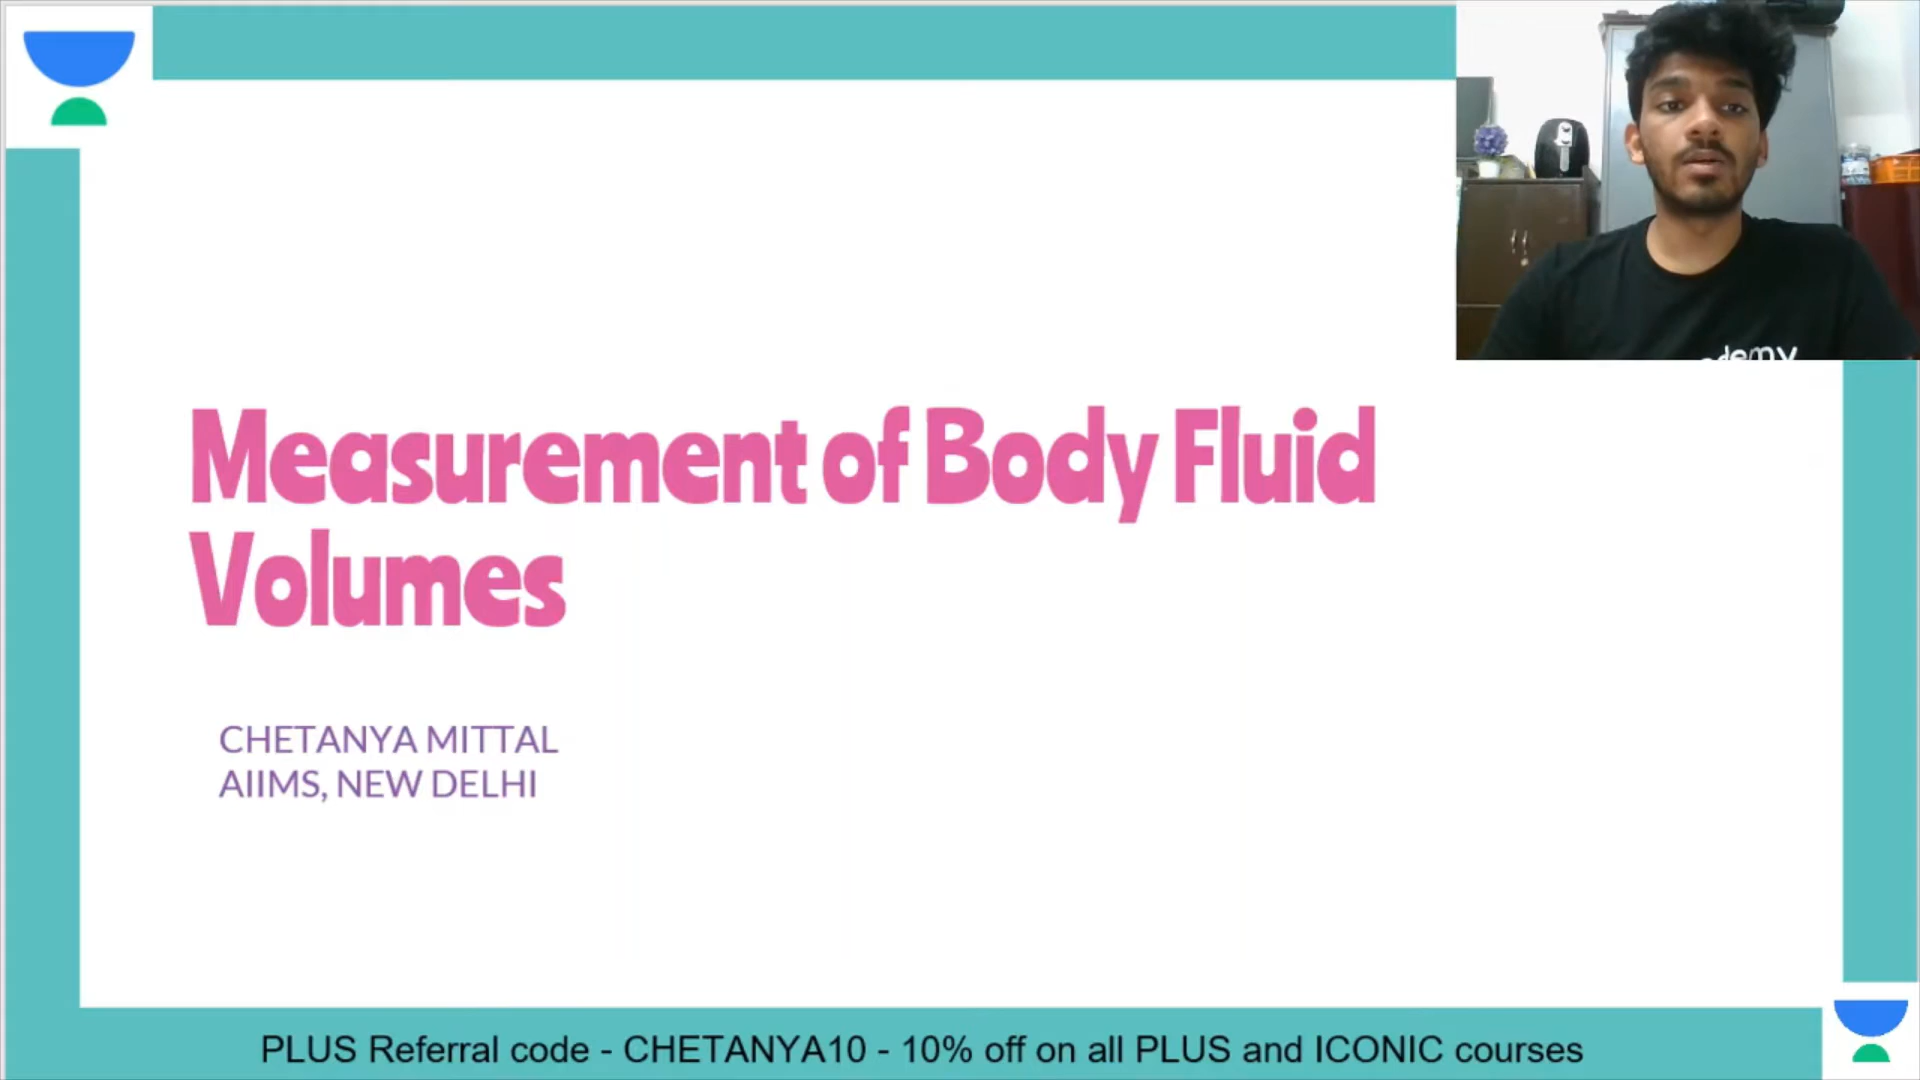 Measurement of Body Fluid
Volumes
CHETANYA MITTAL
AIIMS, NEW DELHI
PLUS Referral code - CHETANYA10 - 10% off on all PLUS and ICONIC courses